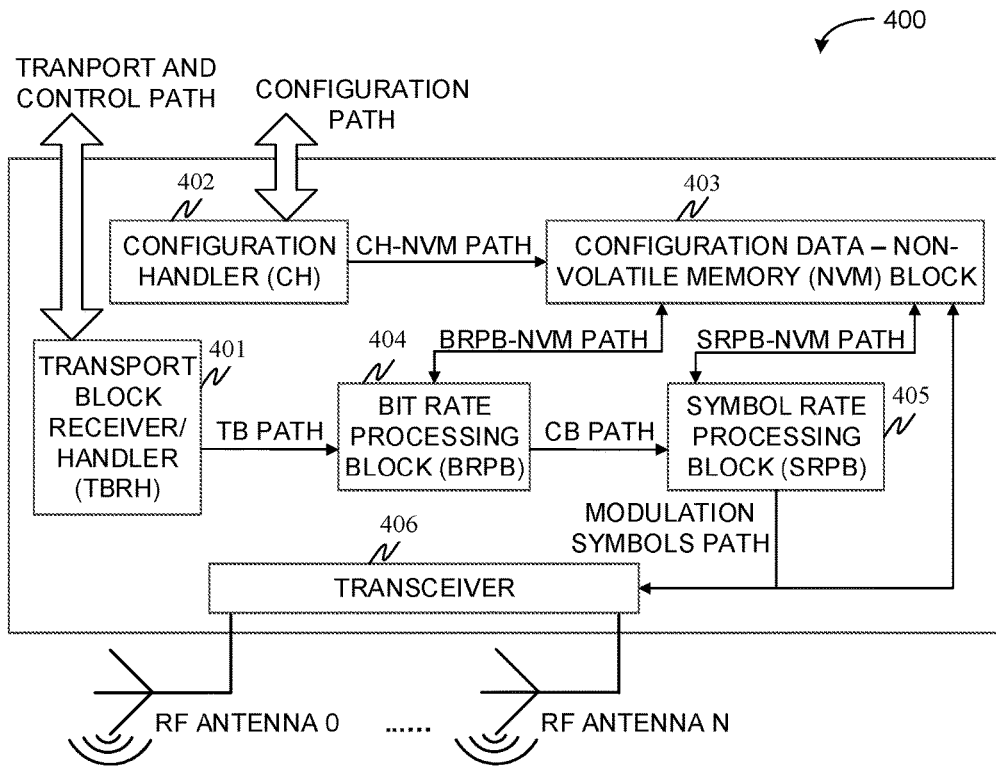 400
TRANPORT AND
CONTROL PATH
CONFIGURATION
PATH
402
403
CONFIGURATION
HANDLER (CH)
CH-NVM PATH
CONFIGURATION DATA – NON-
VOLATILE MEMORY (NVM) BLOCK
BRPB-NVM PATH
SRPB-NVM PATH
401
404
405
TRANSPORT
BLOCK
RECEIVER/
HANDLER
(TBRH)
TB PATH
BIT RATE
PROCESSING
BLOCK (BRPB)
CB PATH
SYMBOL RATE
PROCESSING
BLOCK (SRPB)
MODULATION
SYMBOLS PATH
406
TRANSCEIVER
RF ANTENNA 0 ...... RF ANTENNA N